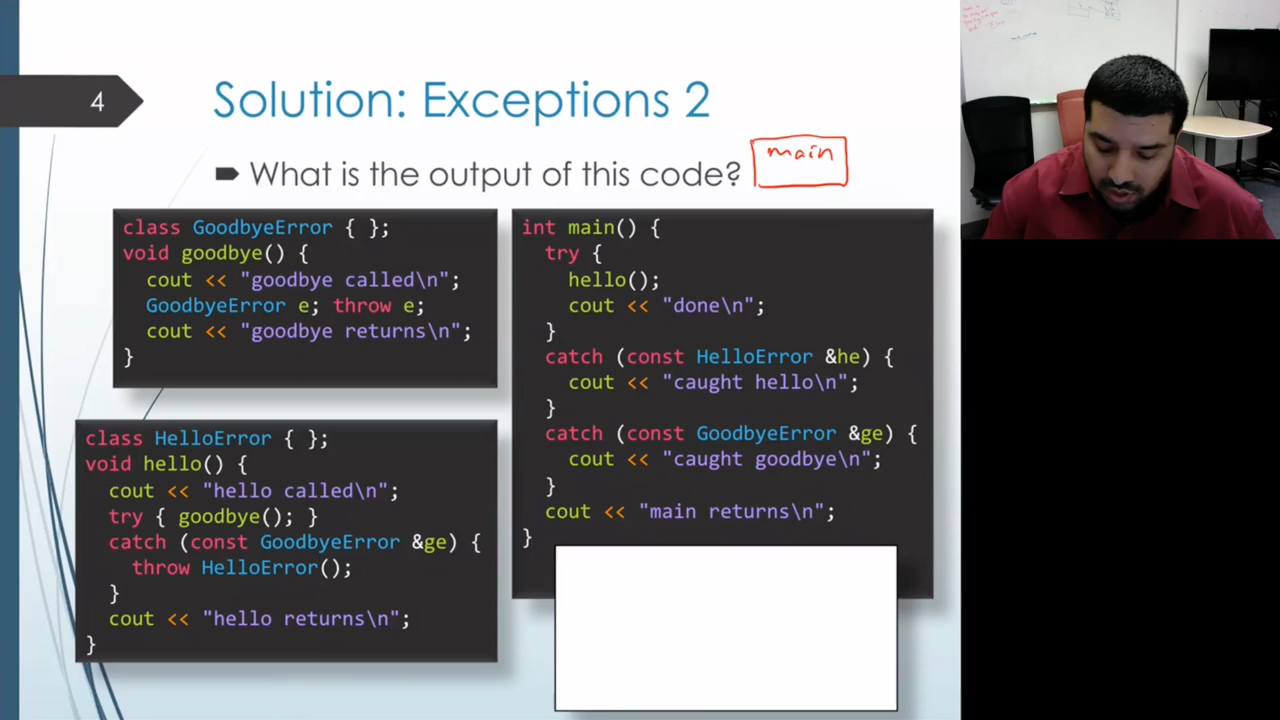 4
Solution: Exceptions 2
What is the output of this code?
main
class GoodbyeError { };
void goodbye() {
  cout << "goodbye called\n";
  GoodbyeError e; throw e;
  cout << "goodbye returns\n";
}
class HelloError { };
void hello() {
  cout << "hello called\n";
  try { goodbye(); }
  catch (const GoodbyeError &ge) {
    throw HelloError();
  }
  cout << "hello returns\n";
}
int main() {
  try {
    hello();
    cout << "done\n";
  }
  catch (const HelloError &he) {
    cout << "caught hello\n";
  }
  catch (const GoodbyeError &ge) {
    cout << "caught goodbye\n";
  }
  cout << "main returns\n";
}